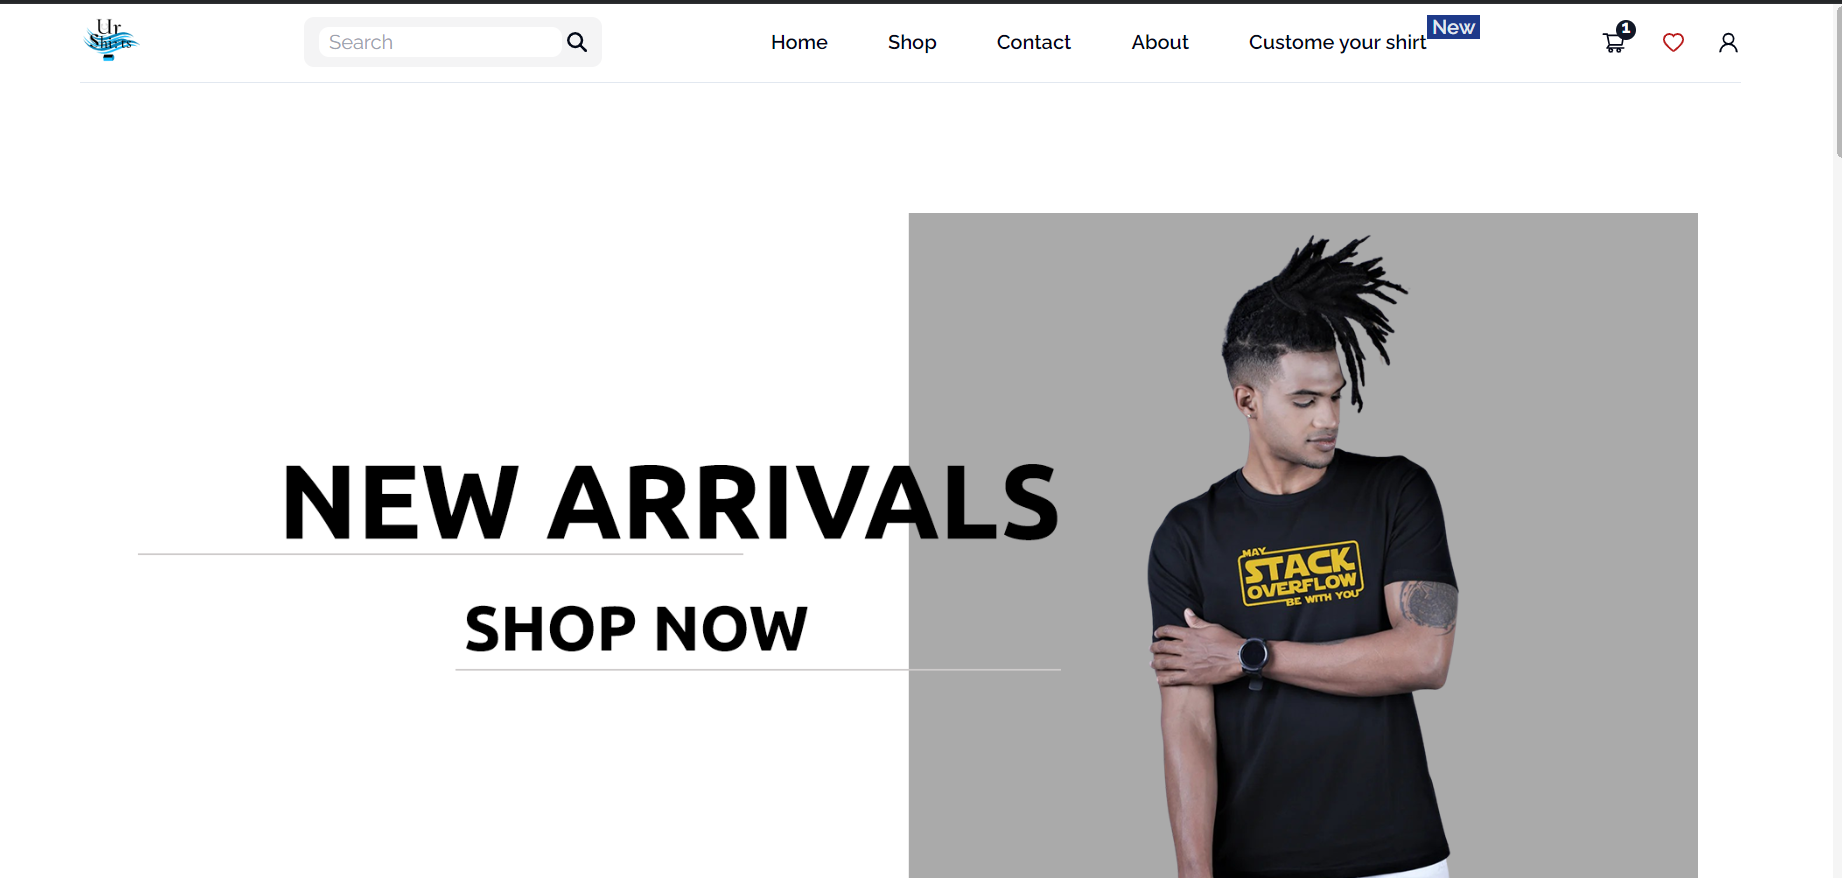 Ur
Shirts
Search
Home
Shop
Contact
About
Custome your shirt
New
1
NEW ARRIVALS
SHOP NOW
MAY
STACK
OVERFLOW
BE WITH YOU